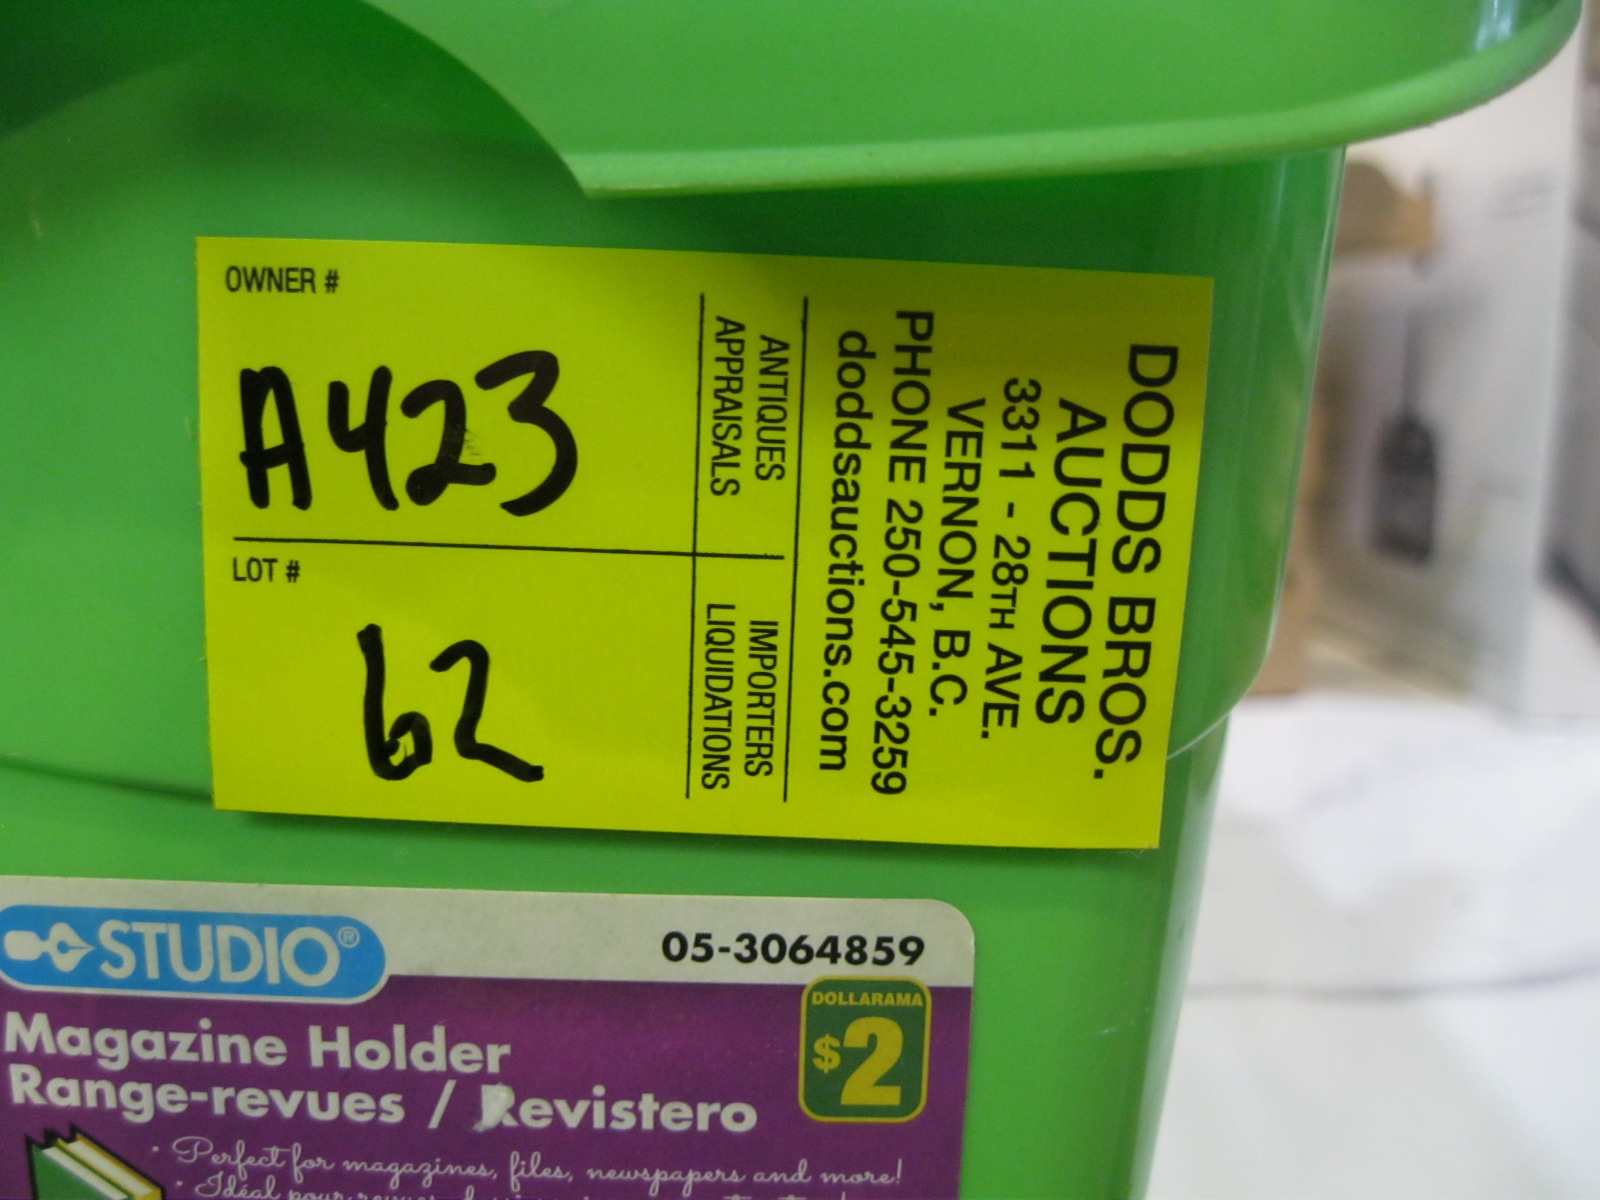 OWNER #
A423
LOT #
62
ANTIQUES
APPRAISALS
IMPORTERS
LIQUIDATIONS
DODDS BROS.
AUCTIONS
3311 - 28TH AVE.
VERNON, B.C.
PHONE 250-545-3259
doddsauctions.com
STUDIO®
05-3064859
DOLLARAMA
$2
Magazine Holder
Range-revues / Revistero
· Perfect for magazines, files, newspapers and more!
· Idéal pour